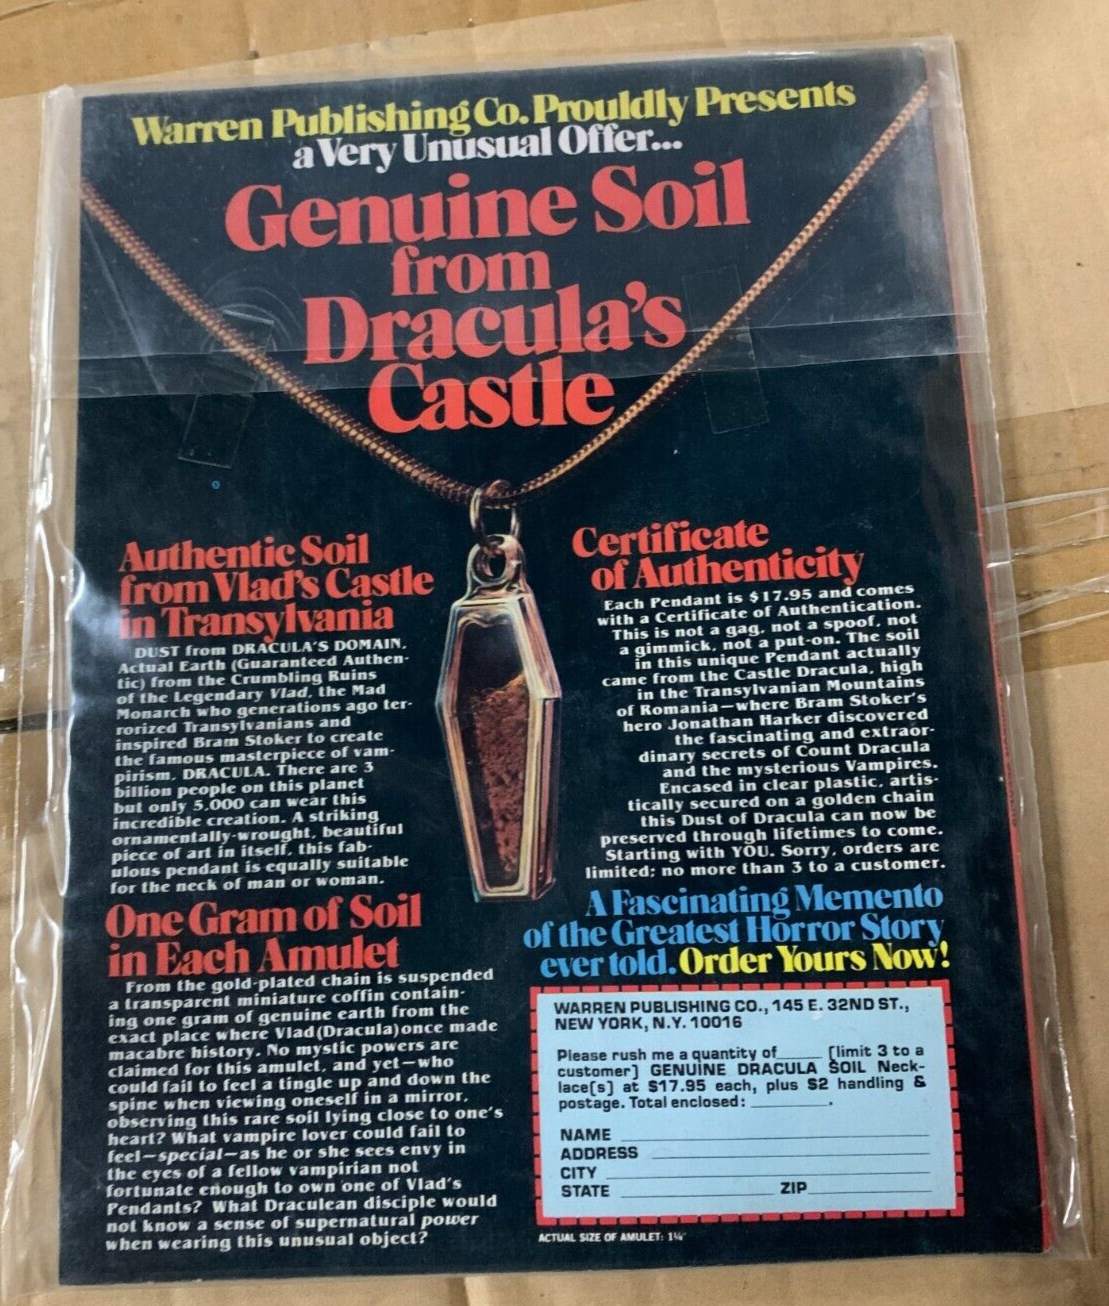 Warren Publishing Co. Prouldly Presents
a Very Unusual Offer...
Genuine Soil
from
Dracula's
Castle
Authentic Soil
from Vlad's Castle
in Transylvania
DUST from DRACULA'S DOMAIN.
Actual Earth (Guaranteed Authen-
tic) from the Crumbling Ruins
of the Legendary Vlad, the Mad
Monarch who generations ago ter-
rorized Transylvanians and
inspired Bram Stoker to create
the famous masterpiece of vam-
pirism, DRACULA. There are 3
billion people on this planet
but only 5,000 can wear this
incredible creation. A striking
ornamentally-wrought, beautiful
piece of art in itself, this fab-
ulous pendant is equally suitable
for the neck of man or woman.
One Gram of Soil
in Each Amulet
From the gold-plated chain is suspended
a transparent miniature coffin contain-
ing one gram of genuine earth from the
exact place where Vlad (Dracula) once made
macabre history. No mystic powers are
claimed for this amulet, and yet—who
could fail to feel a tingle up and down the
spine when viewing oneself in a mirror,
observing this rare soil lying close to one's
heart? What vampire lover could fail to
feel—special—as he or she sees envy in
the eyes of a fellow vampirian not
fortunate enough to own one of Vlad's
Pendants? What Draculean disciple would
not know a sense of supernatural power
when wearing this unusual object?
Certificate
of Authenticity
Each Pendant is $17.95 and comes
with a Certificate of Authentication.
This is not a gag, not a spoof, not
a gimmick, not a put-on. The soil
in this unique Pendant actually
came from the Castle Dracula, high
in the Transylvanian Mountains
of Romania—where Bram Stoker's
hero Jonathan Harker discovered
the fascinating and extraor-
dinary secrets of Count Dracula
and the mysterious Vampires.
Encased in clear plastic, artis-
tically secured on a golden chain
this Dust of Dracula can now be
preserved through lifetimes to come.
Starting with YOU. Sorry, orders are
limited; no more than 3 to a customer.
A Fascinating Memento
of the Greatest Horror Story
ever told. Order Yours Now!
WARREN PUBLISHING CO., 145 E. 32ND ST.,
NEW YORK, N.Y. 10016
Please rush me a quantity of____ [limit 3 to a
customer] GENUINE DRACULA SOIL Neck-
lace[s] at $17.95 each, plus $2 handling &
postage. Total enclosed: ________.
NAME
ADDRESS
CITY
STATE ZIP
ACTUAL SIZE OF AMULET: 1¼"